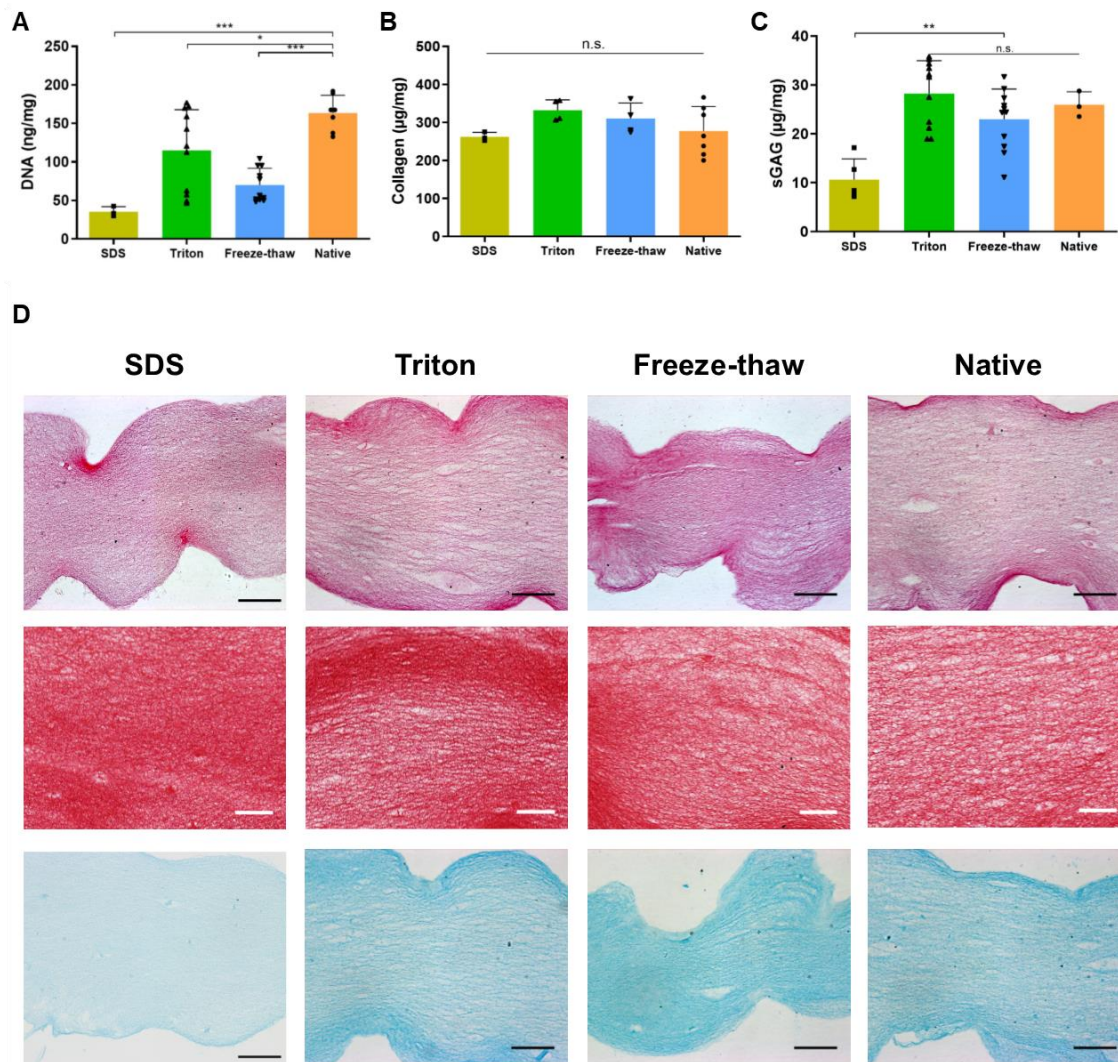 A
***
*
***
DNA (ng/mg)
250
200
150
100
50
0
SDS
Triton
Freeze-thaw
Native
B
n.s.
Collagen (µg/mg)
500
400
300
200
100
0
SDS
Triton
Freeze-thaw
Native
C
**
n.s.
sGAG (µg/mg)
40
30
20
10
0
SDS
Triton
Freeze-thaw
Native
D
SDS
Triton
Freeze-thaw
Native